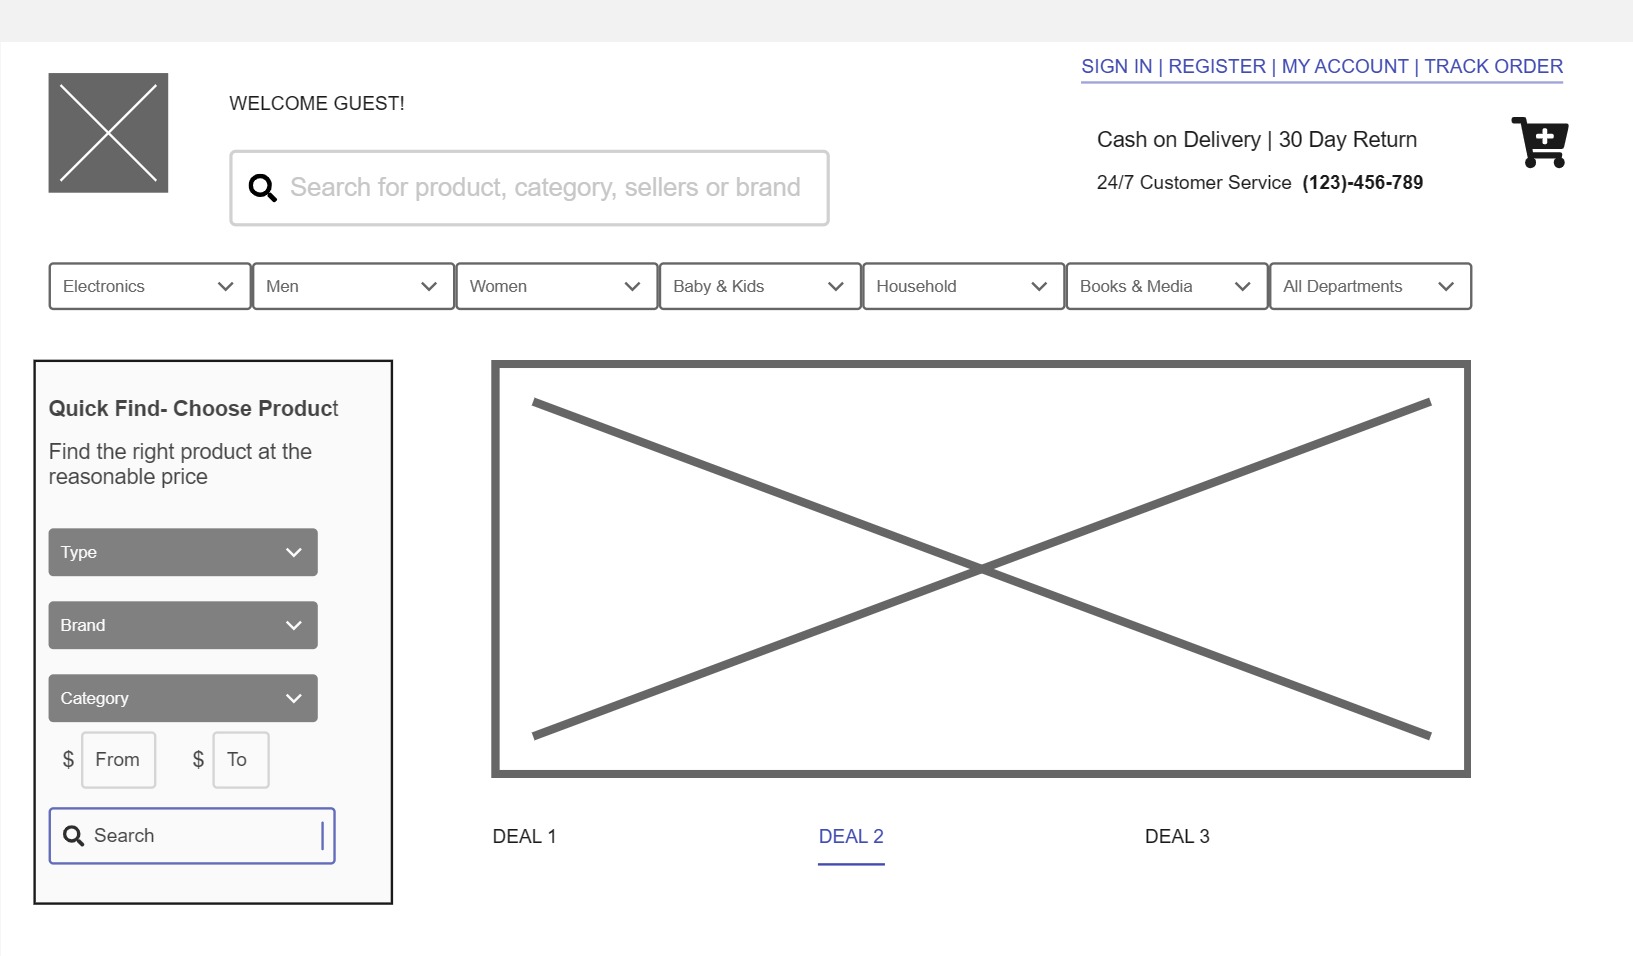 SIGN IN | REGISTER | MY ACCOUNT | TRACK ORDER
WELCOME GUEST!
Cash on Delivery | 30 Day Return
Search for product, category, sellers or brand
24/7 Customer Service (123)-456-789
Electronics
Men
Women
Baby & Kids
Household
Books & Media
All Departments
Quick Find- Choose Product
Find the right product at the
reasonable price
Type
Brand
Category
$ From $ To
Search
DEAL 1
DEAL 2
DEAL 3